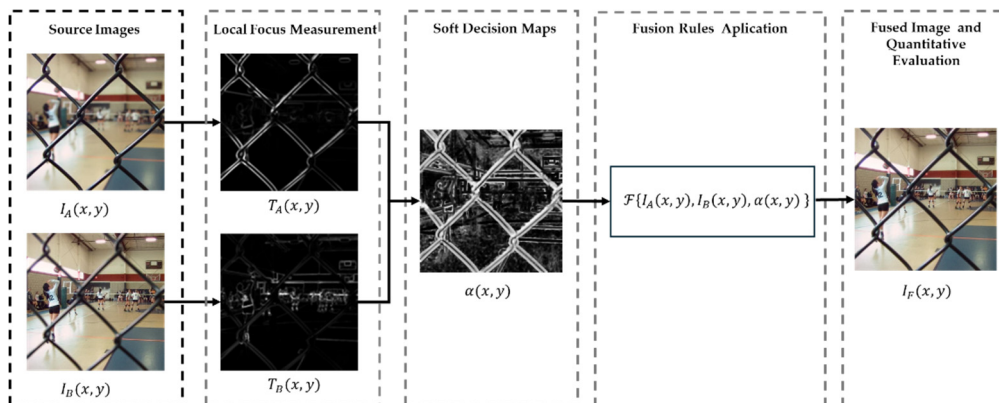 Source Images
Local Focus Measurement
Soft Decision Maps
Fusion Rules Aplication
Fused Image and
Quantitative
Evaluation
I_A(x, y)
T_A(x, y)
I_B(x, y)
T_B(x, y)
α(x, y)
ℱ{I_A(x, y), I_B(x, y), α(x, y) }
I_F(x, y)